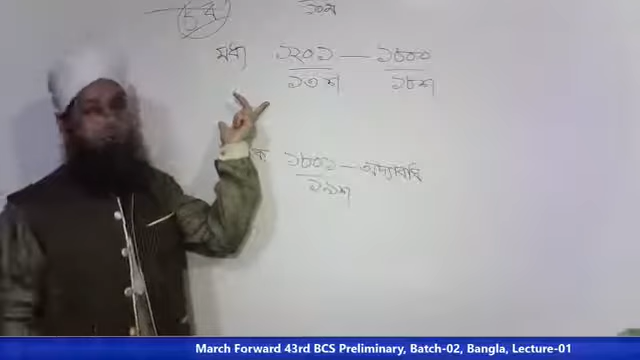 ১০ম
মধ্য ১২০১ — ১৮০০
১৩শ ১৮শ
১৮০১ — অদ্যাবধি
১৯শ
March Forward 43rd BCS Preliminary, Batch-02, Bangla, Lecture-01